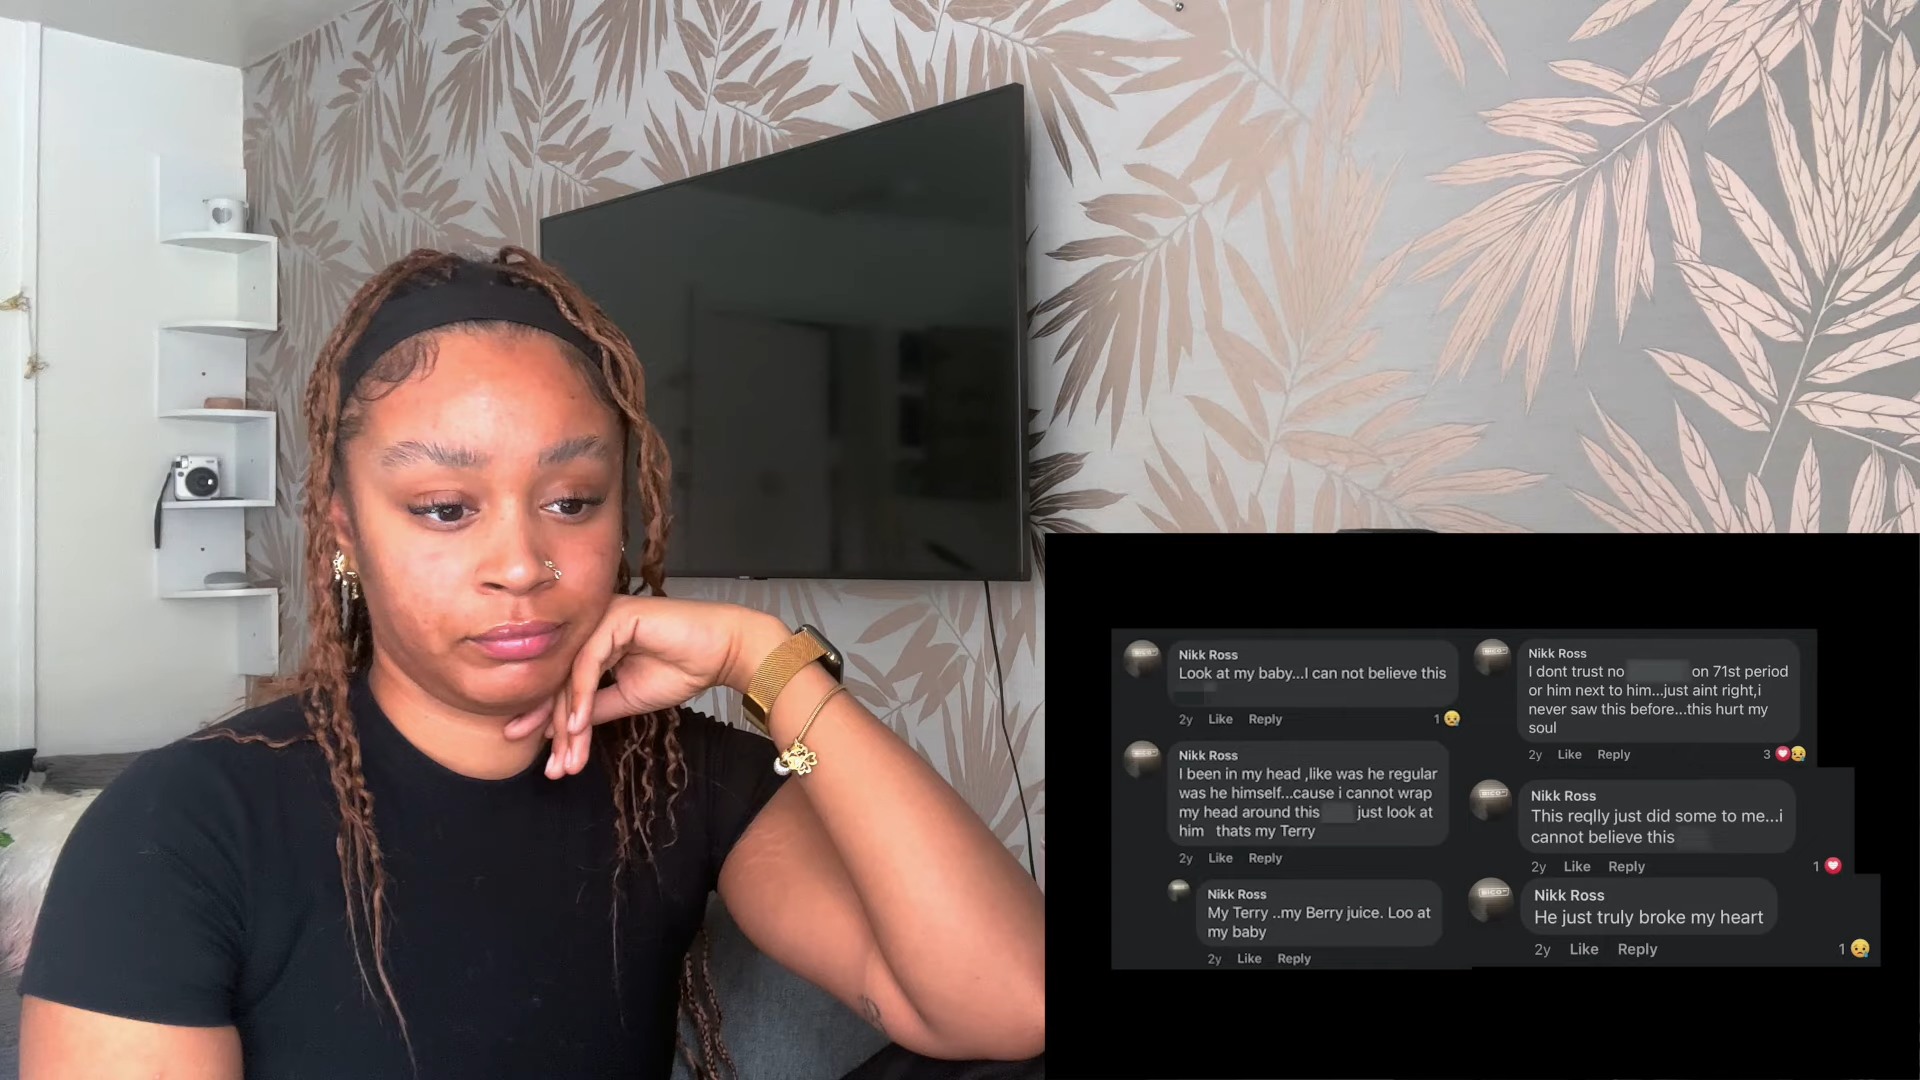 Nikk Ross
Look at my baby...I can not believe this
2y Like Reply 1
Nikk Ross
I been in my head ,like was he regular
was he himself...cause i cannot wrap
my head around this just look at
him thats my Terry
2y Like Reply
Nikk Ross
My Terry ..my Berry juice. Loo at
my baby
2y Like Reply
Nikk Ross
I dont trust no on 71st period
or him next to him...just aint right,i
never saw this before...this hurt my
soul
2y Like Reply 3
Nikk Ross
This reqlly just did some to me...i
cannot believe this
2y Like Reply 1
Nikk Ross
He just truly broke my heart
2y Like Reply 1